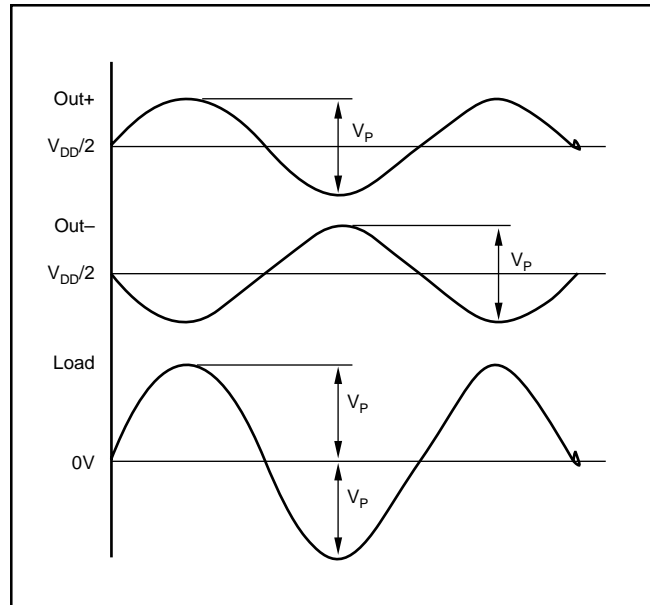 Out+
V_P
V_DD/2
Out–
V_DD/2
V_P
Load
V_P
0V
V_P